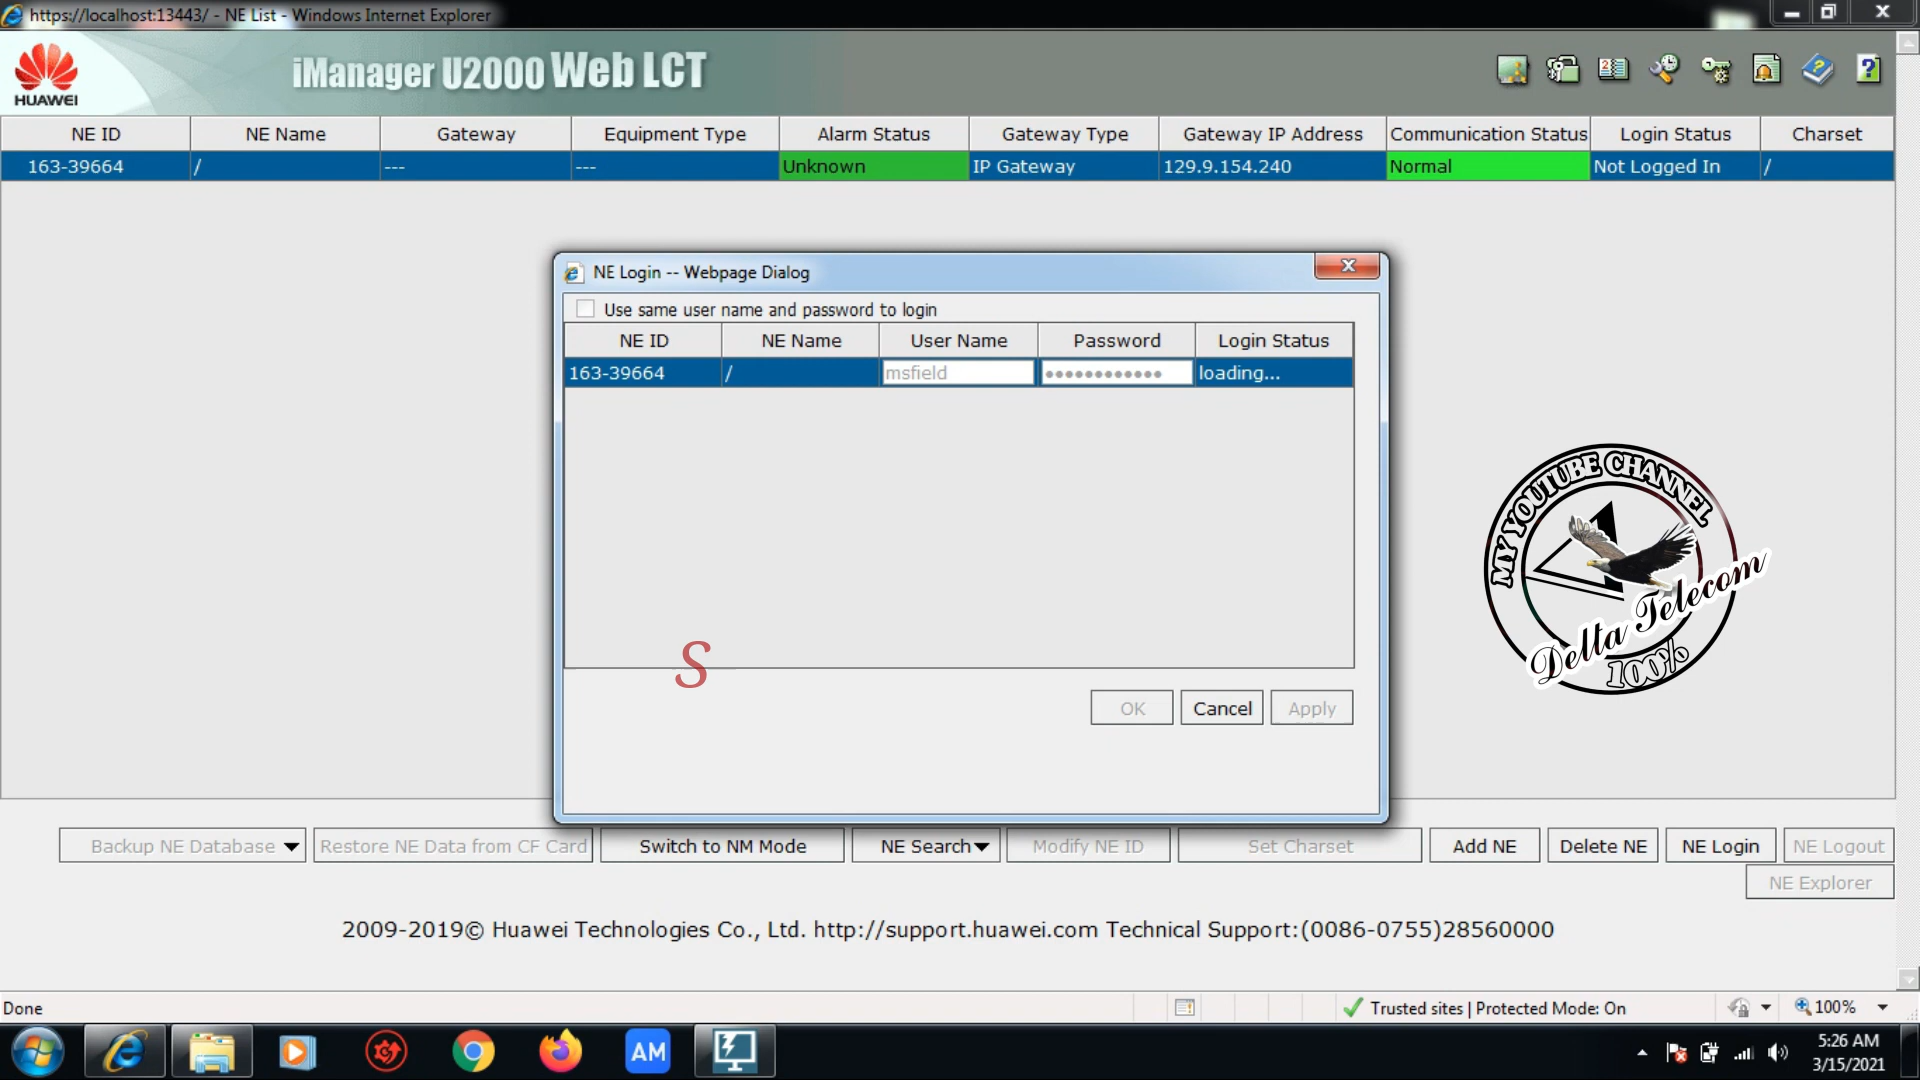 https://localhost:13443/ - NE List - Windows Internet Explorer
HUAWEI
iManager U2000 Web LCT
NE ID NE Name Gateway Equipment Type Alarm Status Gateway Type Gateway IP Address Communication Status Login Status Charset
163-39664 / --- --- Unknown IP Gateway 129.9.154.240 Normal Not Logged In /
NE Login -- Webpage Dialog
Use same user name and password to login
NE ID NE Name User Name Password Login Status
163-39664 / msfield •••••••••••• loading...
MY YOUTUBE CHANNEL
Delta Telecom
100%
S
OK Cancel Apply
Backup NE Database Restore NE Data from CF Card Switch to NM Mode NE Search Modify NE ID Set Charset Add NE Delete NE NE Login NE Logout
NE Explorer
2009-2019© Huawei Technologies Co., Ltd. http://support.huawei.com Technical Support:(0086-0755)28560000
Done Trusted sites | Protected Mode: On 100%
AM
5:26 AM
3/15/2021